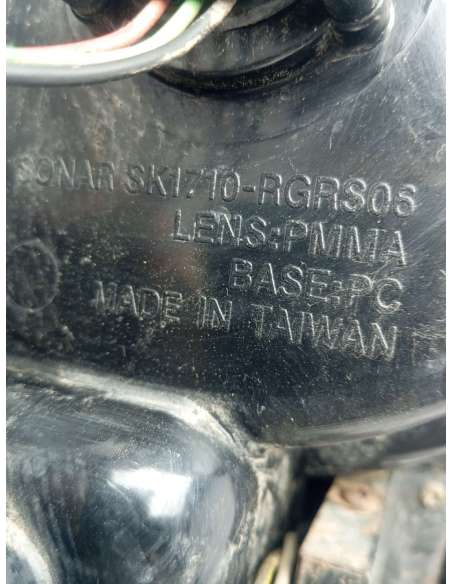 SONAR SK1710-RGRS06
LENS:PMMA
BASE:PC
MADE IN TAIWAN